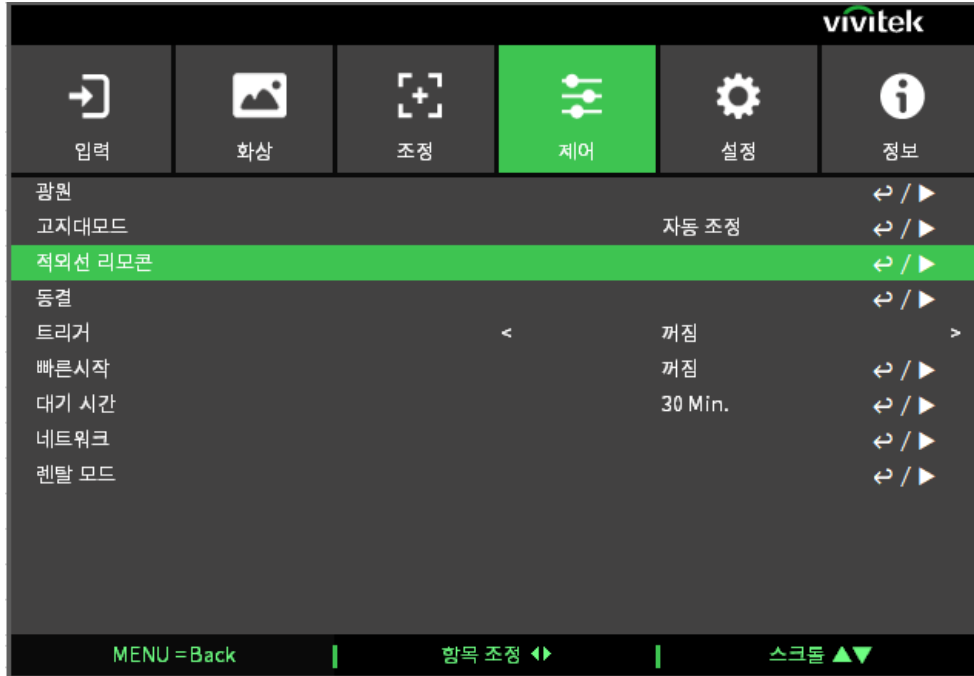 vivitek
입력 화상 조정 제어 설정 정보
광원 ↩ / ▶
고지대모드 자동 조정 ↩ / ▶
적외선 리모콘 ↩ / ▶
동결 ↩ / ▶
트리거 < 꺼짐 >
빠른시작 꺼짐 ↩ / ▶
대기 시간 30 Min. ↩ / ▶
네트워크 ↩ / ▶
렌탈 모드 ↩ / ▶
MENU = Back 항목 조정 ◀▶ 스크롤 ▲▼